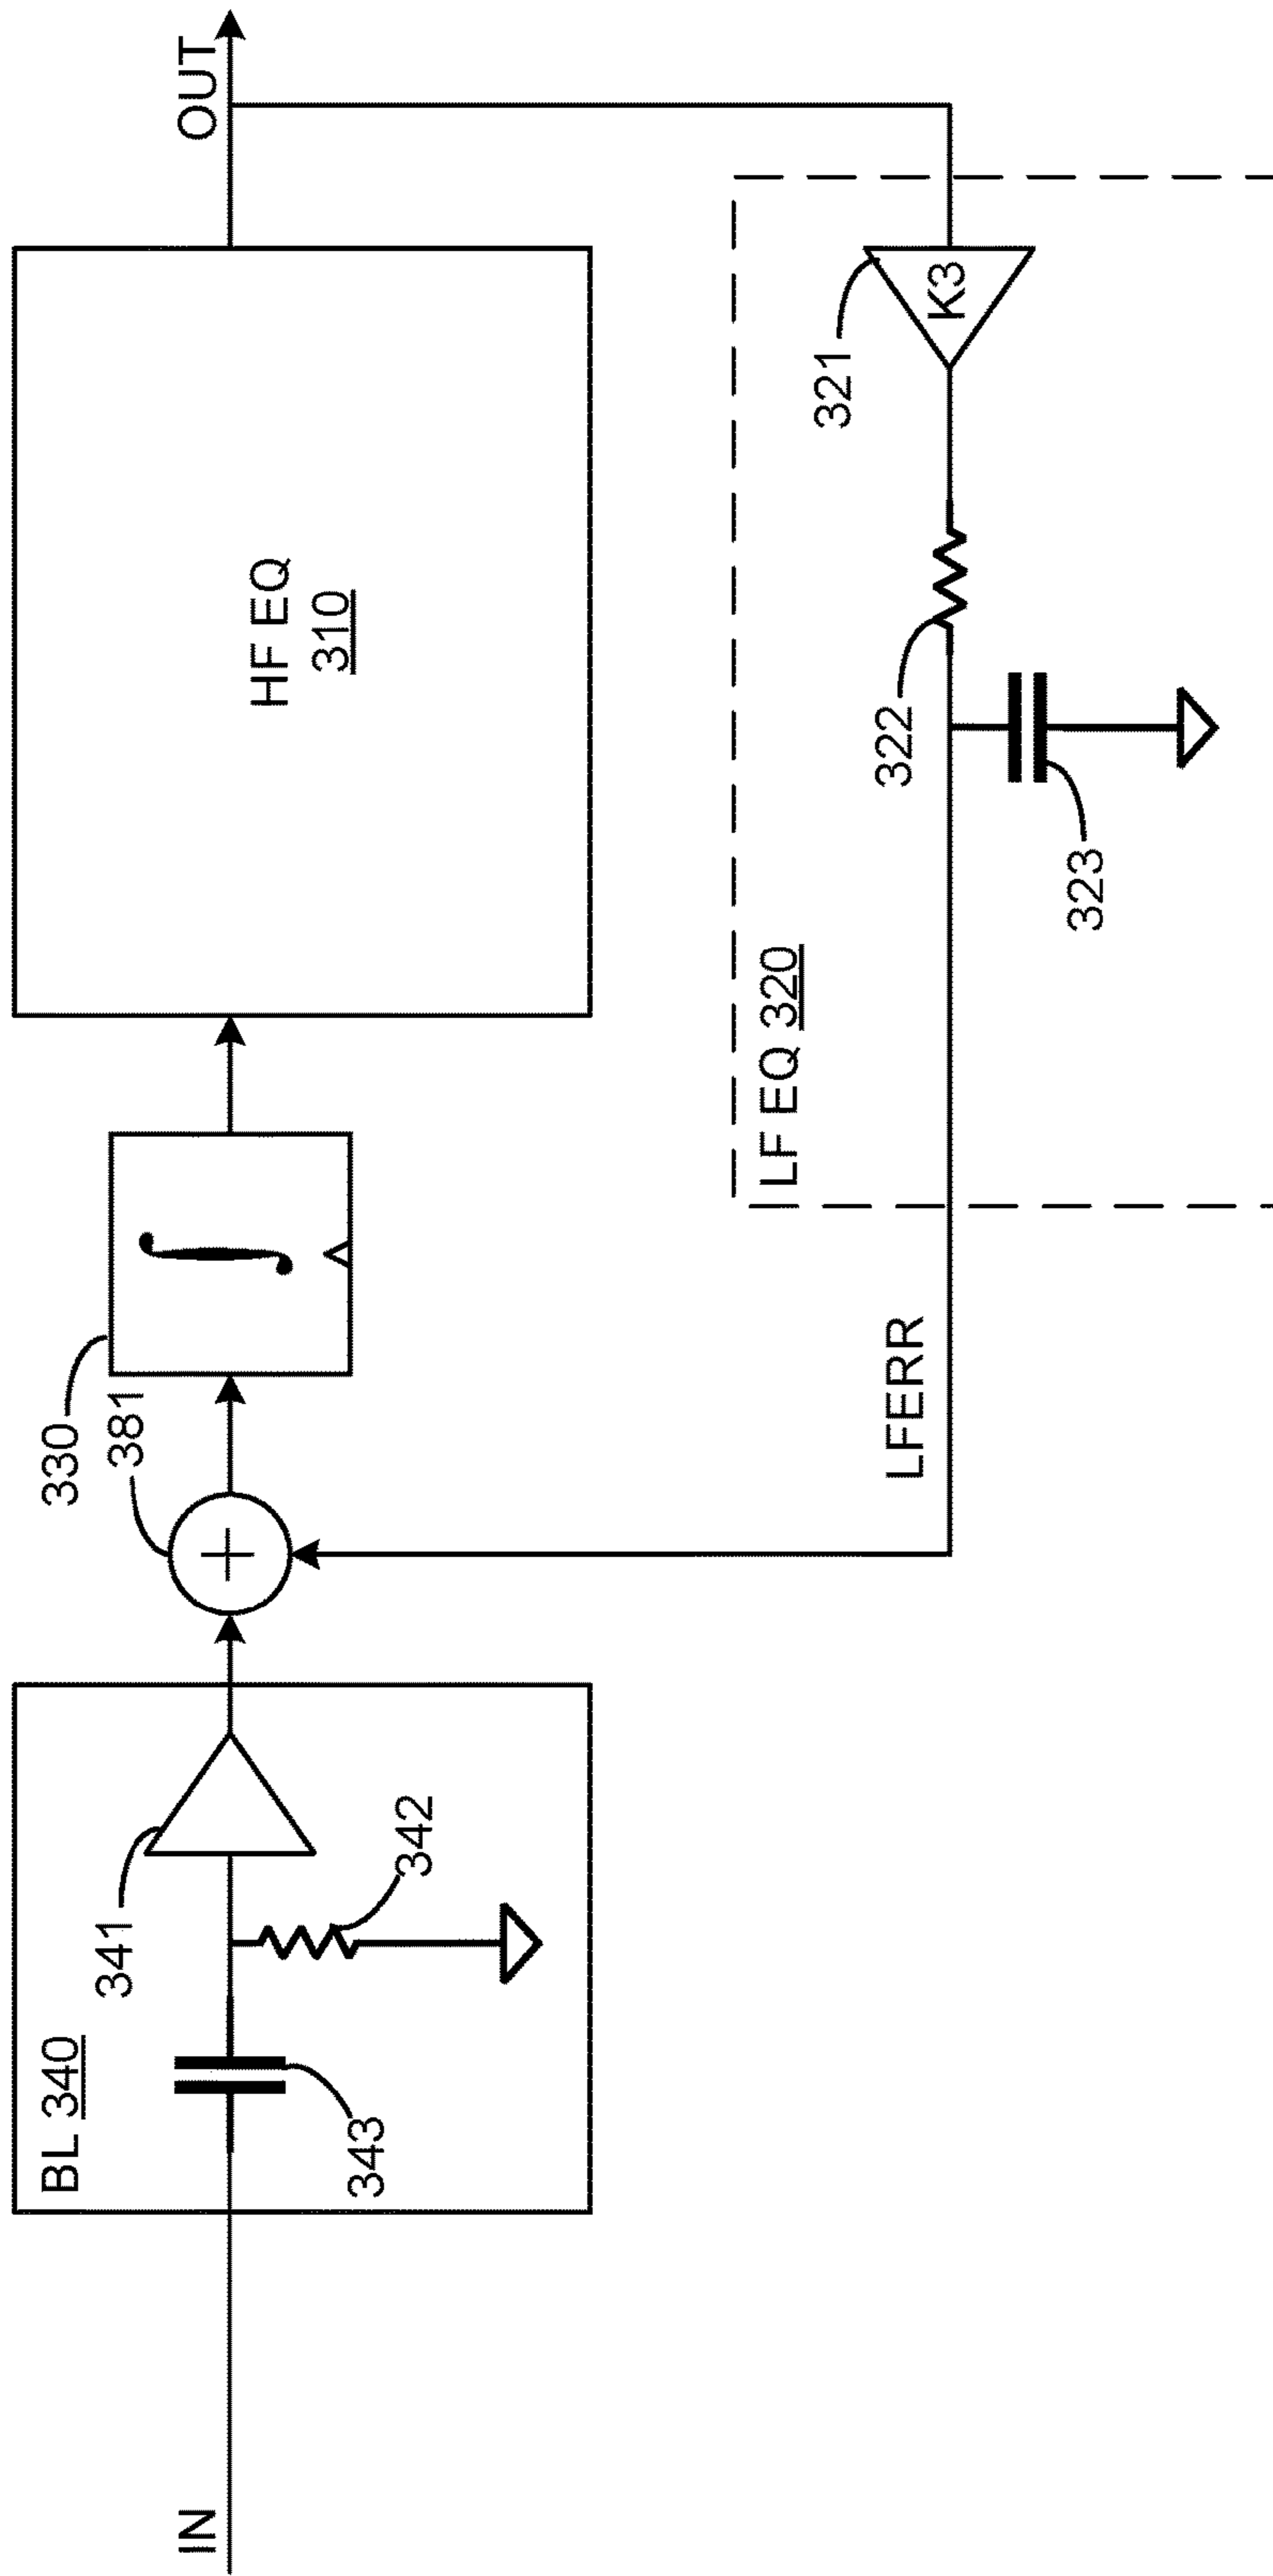 IN
BL 340
343
341
342
330
381
∫
+
HF EQ
310
OUT
LFERR
LF EQ 320
322
323
321
K3